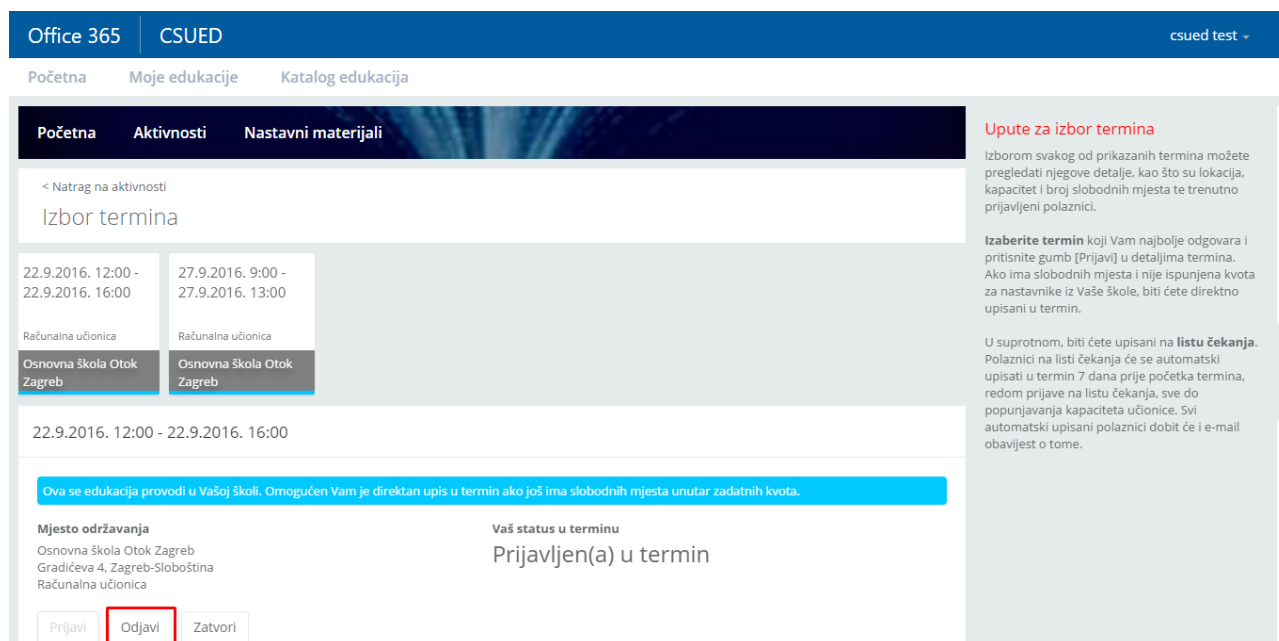 Office 365 CSUED csued test
Početna Moje edukacije Katalog edukacija
Početna Aktivnosti Nastavni materijali
< Natrag na aktivnosti
Izbor termina
22.9.2016. 12:00 -
22.9.2016. 16:00
Računalna učionica
Osnovna škola Otok
Zagreb
27.9.2016. 9:00 -
27.9.2016. 13:00
Računalna učionica
Osnovna škola Otok
Zagreb
22.9.2016. 12:00 - 22.9.2016. 16:00
Ova se edukacija provodi u Vašoj školi. Omogućen Vam je direktan upis u termin ako još ima slobodnih mjesta unutar zadatnih kvota.
Mjesto održavanja
Osnovna škola Otok Zagreb
Gradićeva 4, Zagreb-Sloboština
Računalna učionica
Vaš status u terminu
Prijavljen(a) u termin
Prijavi Odjavi Zatvori
Upute za izbor termina
Izborom svakog od prikazanih termina možete
pregledati njegove detalje, kao što su lokacija,
kapacitet i broj slobodnih mjesta te trenutno
prijavljeni polaznici.
Izaberite termin koji Vam najbolje odgovara i
pritisnite gumb [Prijavi] u detaljima termina.
Ako ima slobodnih mjesta i nije ispunjena kvota
za nastavnike iz Vaše škole, biti ćete direktno
upisani u termin.
U suprotnom, biti ćete upisani na listu čekanja.
Polaznici na listi čekanja će se automatski
upisati u termin 7 dana prije početka termina,
redom prijave na listu čekanja, sve do
popunjavanja kapaciteta učionice. Svi
automatski upisani polaznici dobit će i e-mail
obavijest o tome.